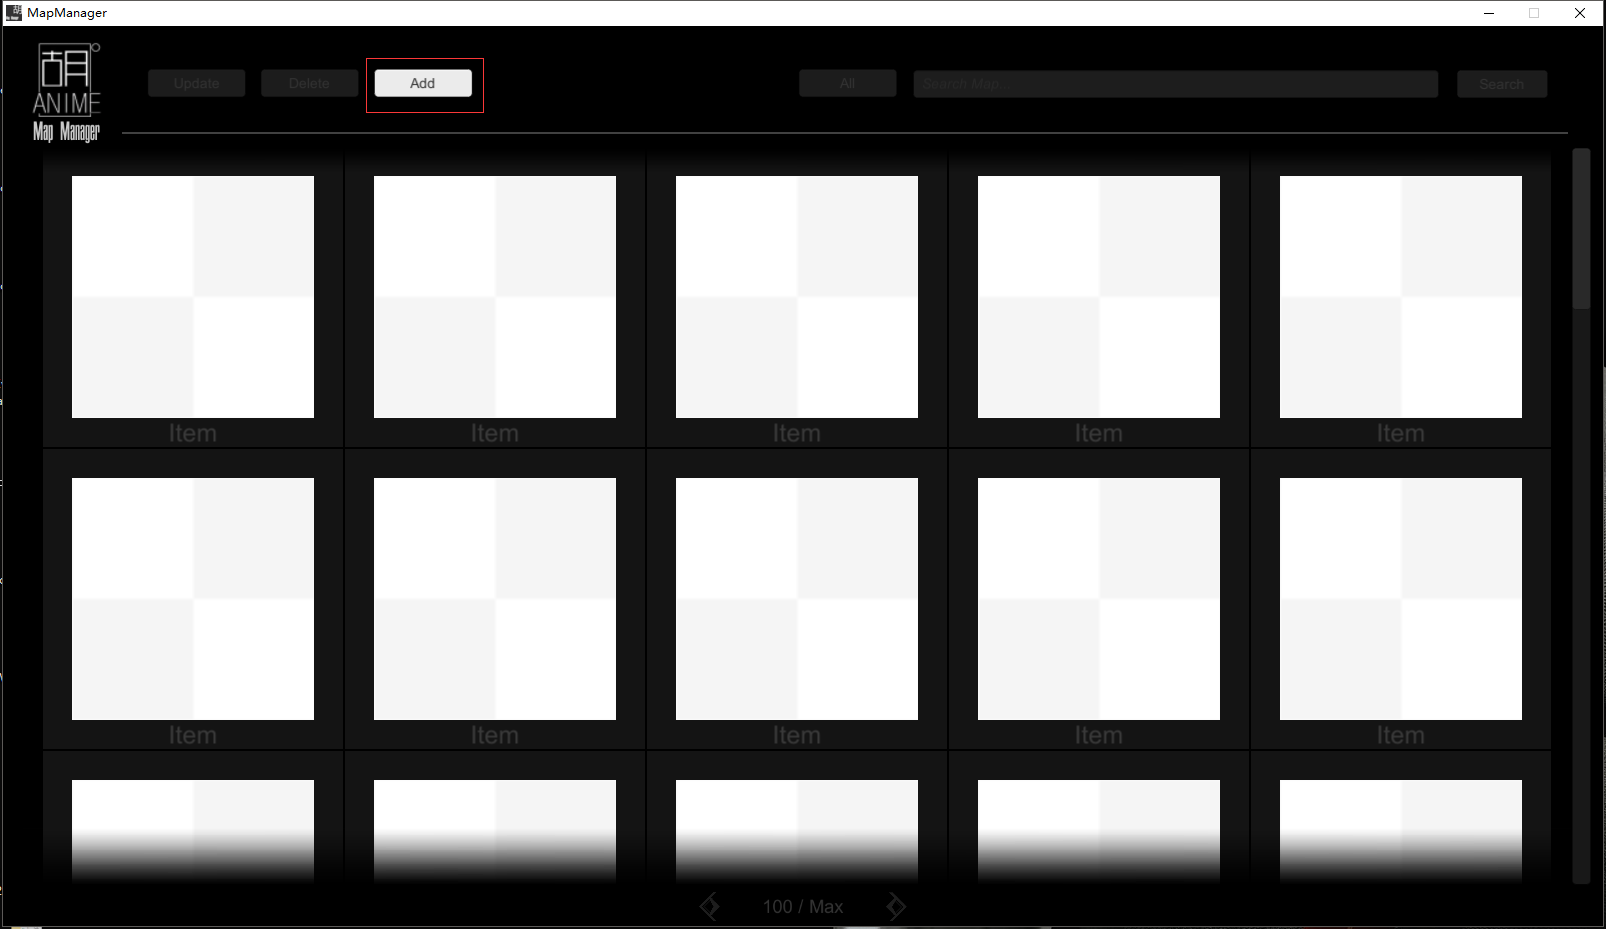 MapManager
胡
ANIME
Map Manager
Update
Delete
Add
All
Search Map...
Search
Item
Item
Item
Item
Item
Item
Item
Item
Item
Item
100 / Max